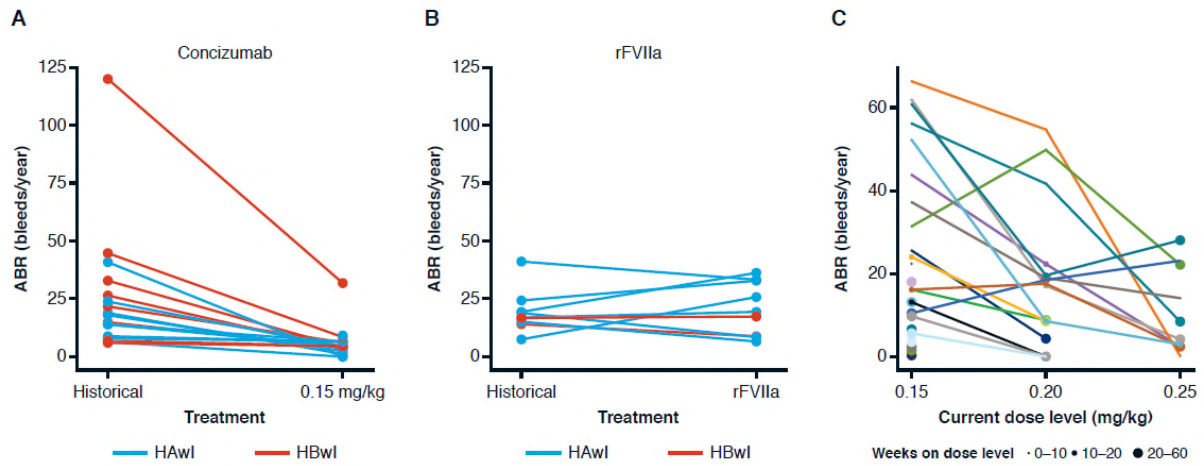 A
Concizumab
ABR (bleeds/year)
125
100
75
50
25
0
Historical
0.15 mg/kg
Treatment
HAwI
HBwI
B
rFVIIa
ABR (bleeds/year)
125
100
75
50
25
0
Historical
rFVIIa
Treatment
HAwI
HBwI
C
ABR (bleeds/year)
60
40
20
0
0.15
0.20
0.25
Current dose level (mg/kg)
Weeks on dose level 0–10 10–20 20–60